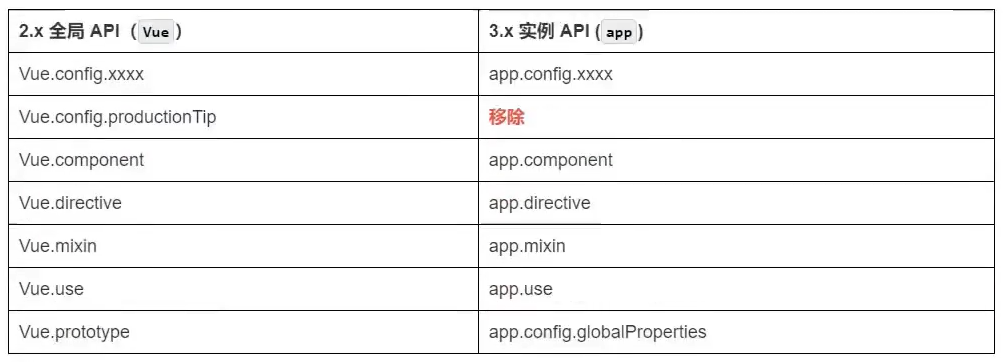 2.x 全局 API（Vue） 3.x 实例 API (app)
Vue.config.xxxx app.config.xxxx
Vue.config.productionTip 移除
Vue.component app.component
Vue.directive app.directive
Vue.mixin app.mixin
Vue.use app.use
Vue.prototype app.config.globalProperties